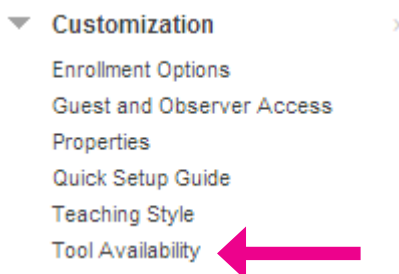 Customization
Enrollment Options
Guest and Observer Access
Properties
Quick Setup Guide
Teaching Style
Tool Availability